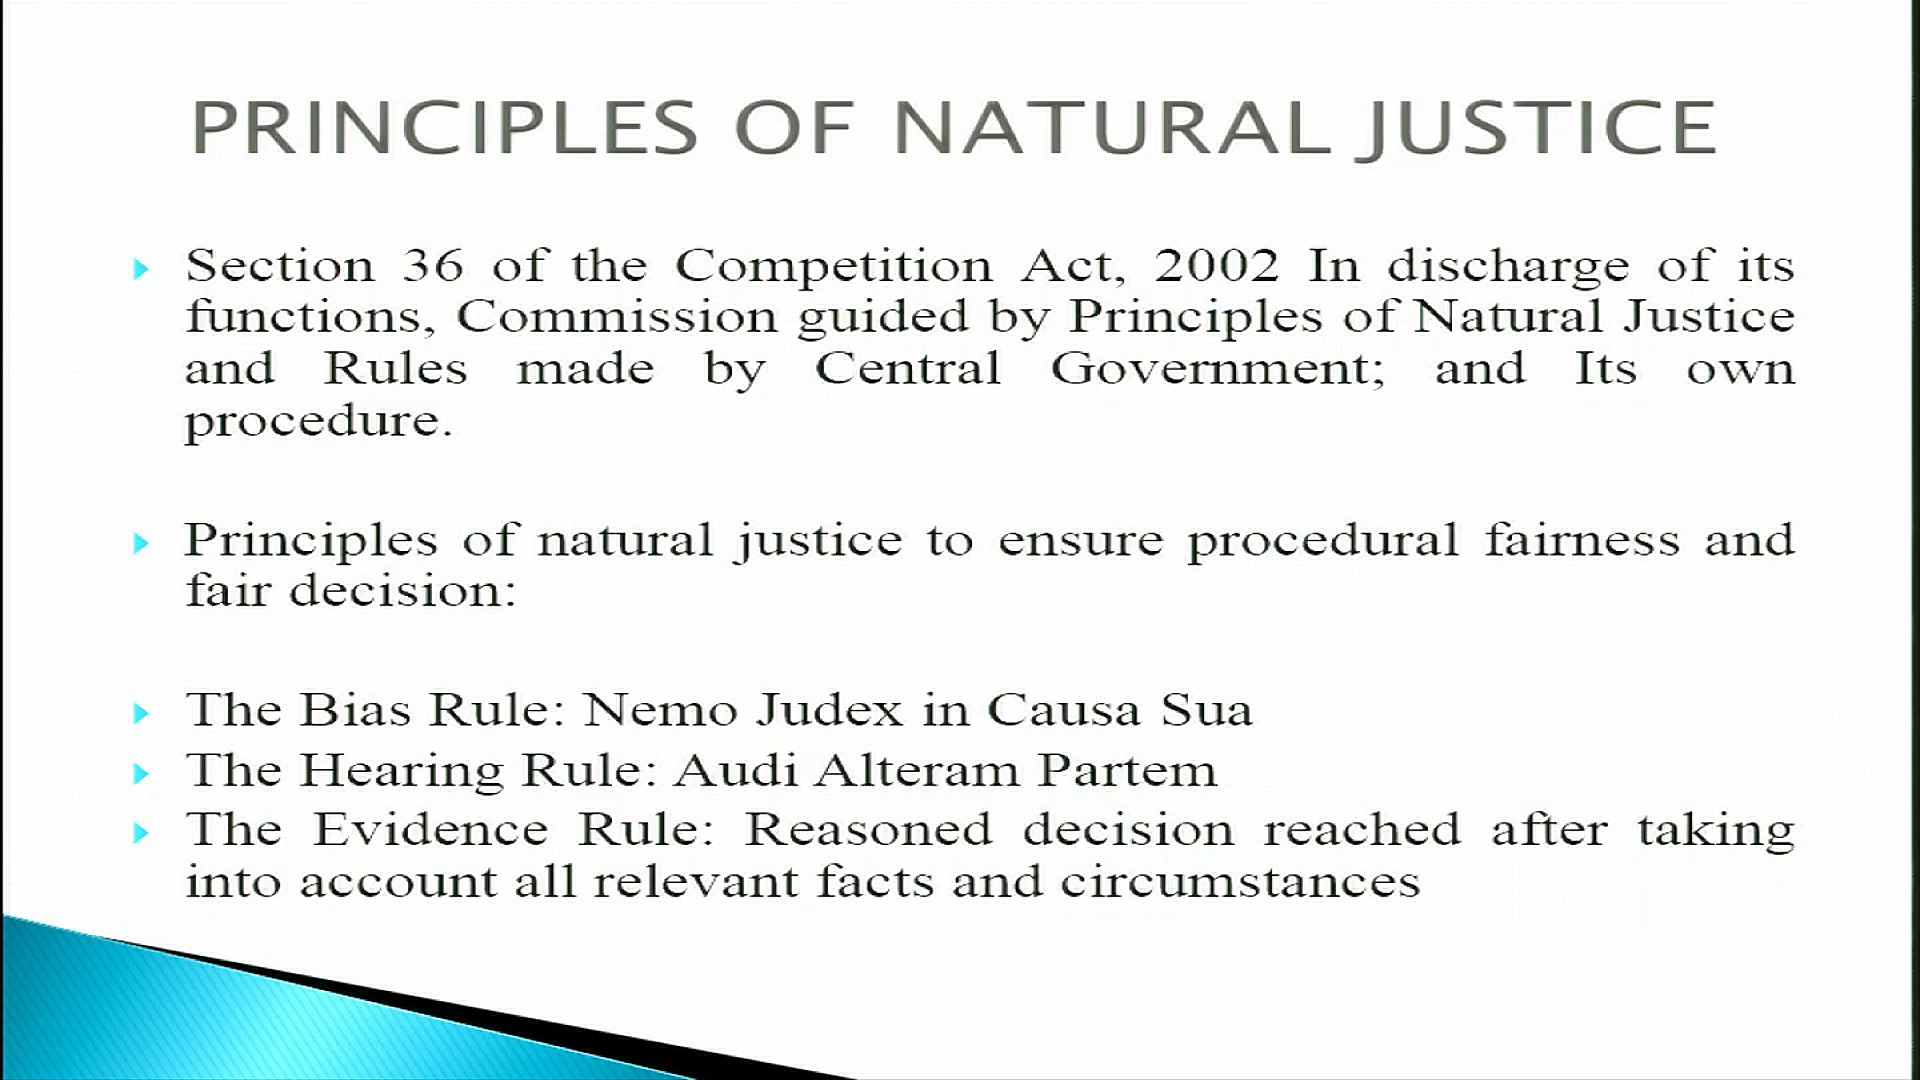 PRINCIPLES OF NATURAL JUSTICE
Section 36 of the Competition Act, 2002 In discharge of its
functions, Commission guided by Principles of Natural Justice
and Rules made by Central Government; and Its own
procedure.
Principles of natural justice to ensure procedural fairness and
fair decision:
The Bias Rule: Nemo Judex in Causa Sua
The Hearing Rule: Audi Alteram Partem
The Evidence Rule: Reasoned decision reached after taking
into account all relevant facts and circumstances